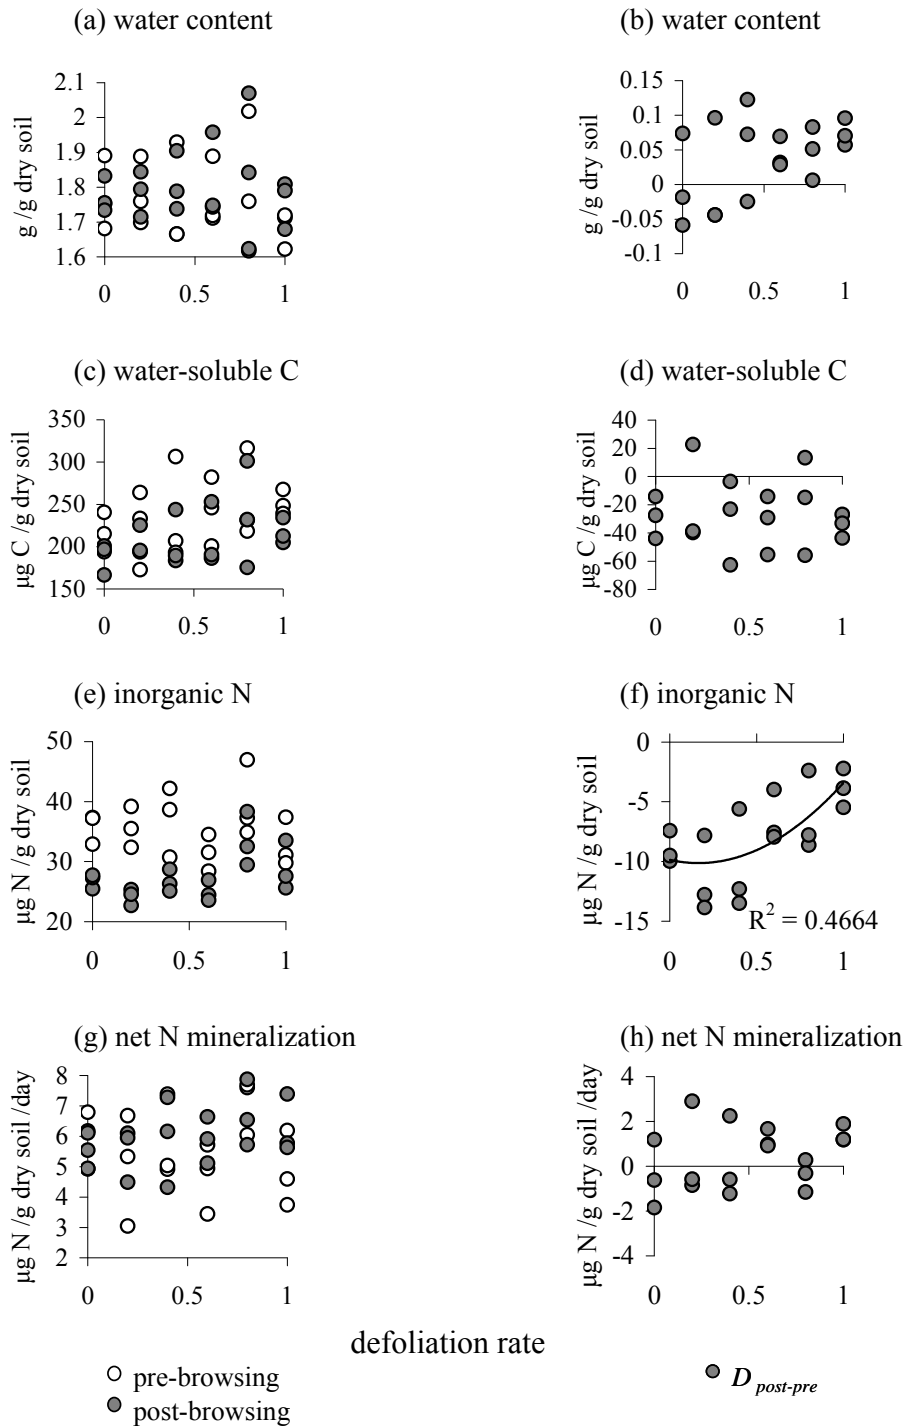 (a) water content
g /g dry soil
2.1
2
1.9
1.8
1.7
1.6
0 0.5 1
(b) water content
g /g dry soil
0.15
0.1
0.05
0
-0.05
-0.1
0 0.5 1
(c) water-soluble C
µg C /g dry soil
350
300
250
200
150
0 0.5 1
(d) water-soluble C
µg C /g dry soil
40
20
0
-20
-40
-60
-80
0 0.5 1
(e) inorganic N
µg N /g dry soil
50
40
30
20
0 0.5 1
(f) inorganic N
µg N /g dry soil
0
-5
-10
-15
R² = 0.4664
0 0.5 1
(g) net N mineralization
µg N /g dry soil /day
8
7
6
5
4
3
2
0 0.5 1
(h) net N mineralization
µg N /g dry soil /day
4
2
0
-2
-4
0 0.5 1
defoliation rate
pre-browsing
post-browsing
D post-pre